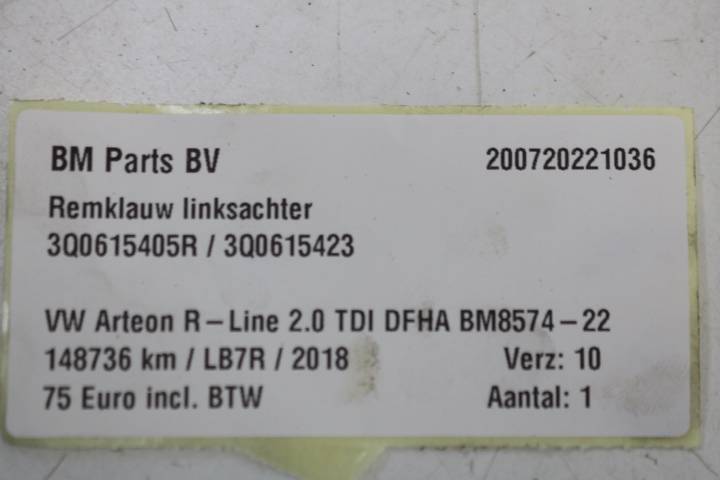 BM Parts BV 200720221036
Remklauw linksachter
3Q0615405R / 3Q0615423
VW Arteon R-Line 2.0 TDI DFHA BM8574-22
148736 km / LB7R / 2018 Verz: 10
75 Euro incl. BTW Aantal: 1